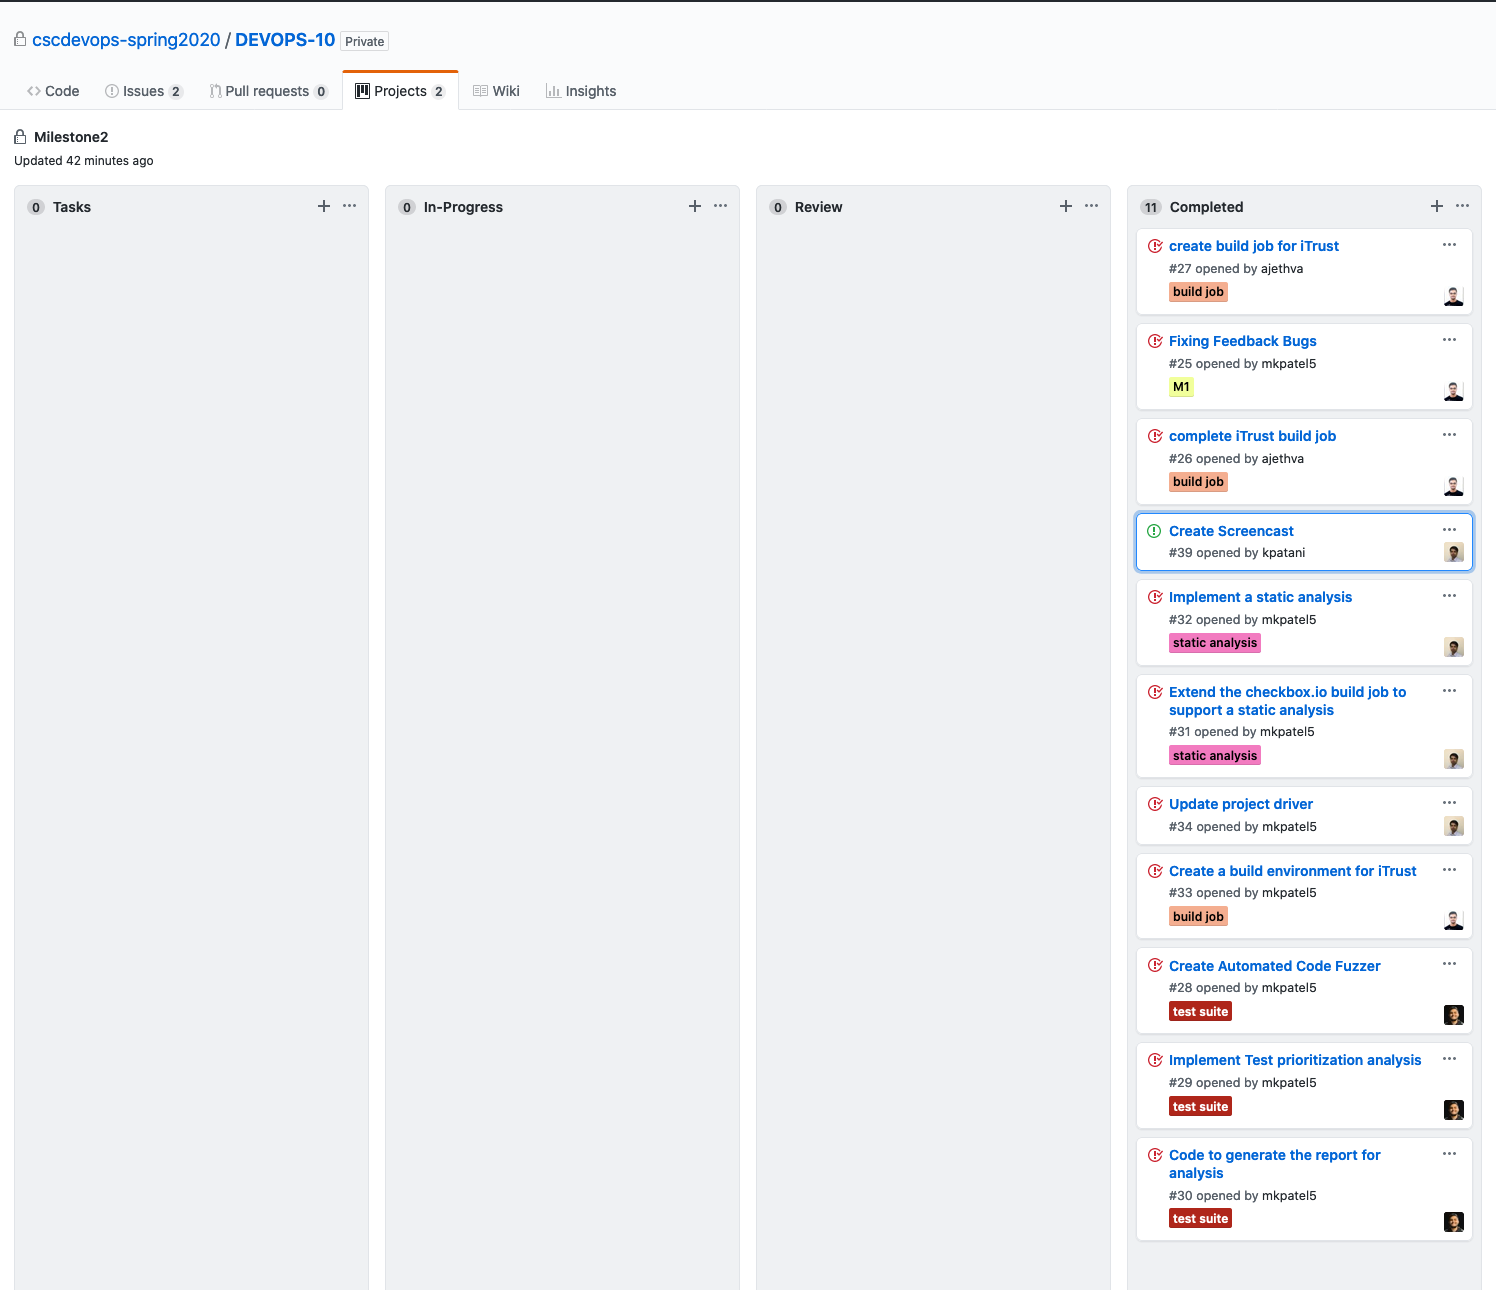 cscdevops-spring2020 / DEVOPS-10 Private
Code Issues 2 Pull requests 0 Projects 2 Wiki Insights
Milestone2
Updated 42 minutes ago
0 Tasks
0 In-Progress
0 Review
11 Completed
create build job for iTrust
#27 opened by ajethva
build job
Fixing Feedback Bugs
#25 opened by mkpatel5
M1
complete iTrust build job
#26 opened by ajethva
build job
Create Screencast
#39 opened by kpatani
Implement a static analysis
#32 opened by mkpatel5
static analysis
Extend the checkbox.io build job to
support a static analysis
#31 opened by mkpatel5
static analysis
Update project driver
#34 opened by mkpatel5
Create a build environment for iTrust
#33 opened by mkpatel5
build job
Create Automated Code Fuzzer
#28 opened by mkpatel5
test suite
Implement Test prioritization analysis
#29 opened by mkpatel5
test suite
Code to generate the report for
analysis
#30 opened by mkpatel5
test suite